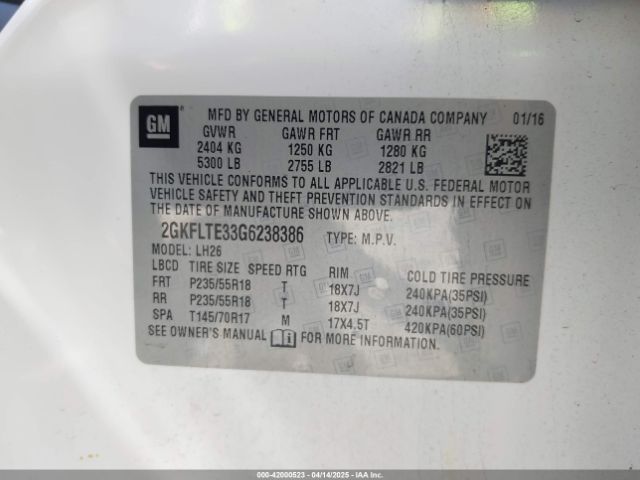 GM ®
MFD BY GENERAL MOTORS OF CANADA COMPANY 01/16
GVWR GAWR FRT GAWR RR
2404 KG 1250 KG 1280 KG
5300 LB 2755 LB 2821 LB
THIS VEHICLE CONFORMS TO ALL APPLICABLE U.S. FEDERAL MOTOR
VEHICLE SAFETY AND THEFT PREVENTION STANDARDS IN EFFECT ON
THE DATE OF MANUFACTURE SHOWN ABOVE.
2GKFLTE33G6238386 TYPE: M.P.V.
MODEL: LH26
LBCD TIRE SIZE SPEED RTG RIM COLD TIRE PRESSURE
FRT P235/55R18 T 18X7J 240KPA(35PSI)
RR P235/55R18 T 18X7J 240KPA(35PSI)
SPA T145/70R17 M 17X4.5T 420KPA(60PSI)
SEE OWNER'S MANUAL FOR MORE INFORMATION.
000-42000523 | 04/14/2025 | IAAI.CA